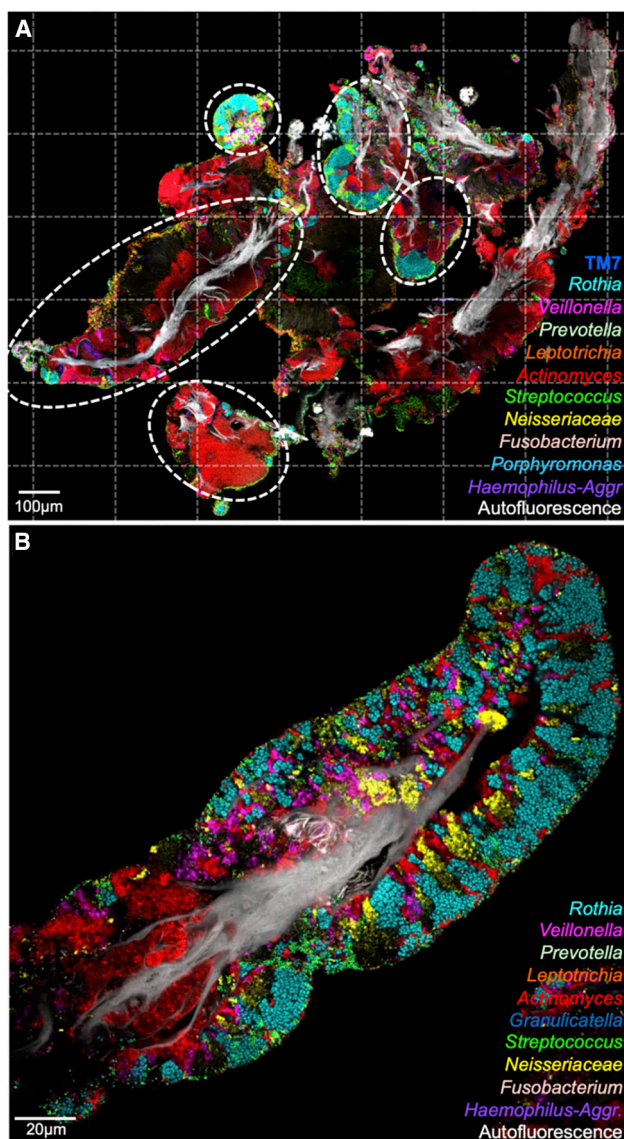 A
TM7
Rothia
Veillonella
Prevotella
Leptotrichia
Actinomyces
Streptococcus
Neisseriaceae
Fusobacterium
Porphyromonas
Haemophilus-Aggr
Autofluorescence
100µm
B
Rothia
Veillonella
Prevotella
Leptotrichia
Actinomyces
Granulicatella
Streptococcus
Neisseriaceae
Fusobacterium
Haemophilus-Aggr.
Autofluorescence
20µm